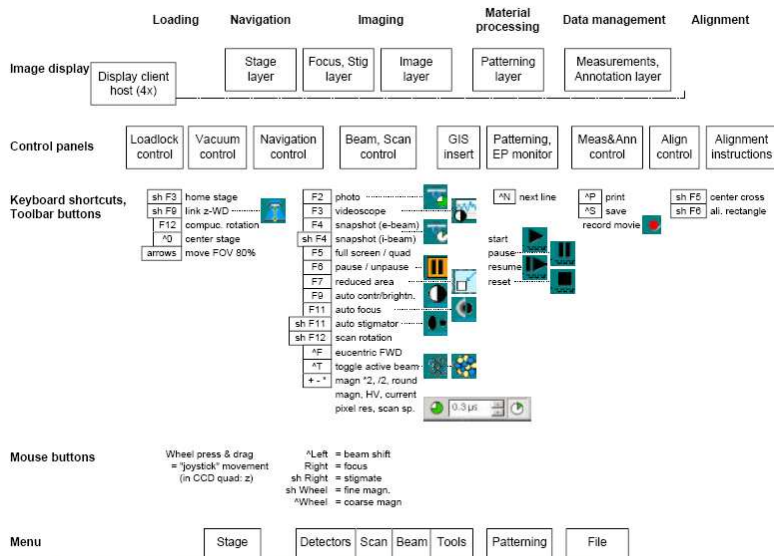 Loading Navigation Imaging Material processing Data management Alignment
Image display
Display client host (4x)
Stage layer
Focus, Stig layer
Image layer
Patterning layer
Measurements, Annotation layer
Control panels
Loadlock control
Vacuum control
Navigation control
Beam, Scan control
GIS insert
Patterning, EP monitor
Meas&Ann control
Align control
Alignment instructions
Keyboard shortcuts,
Toolbar buttons
sh F3 home stage
sh F9 link z-WD
F12 compuc. rotation
^0 center stage
arrows move FOV 80%
F2 photo
F3 videoscope
F4 snapshot (e-beam)
sh F4 snapshot (i-beam)
F5 full screen / quad
F6 pause / unpause
F7 reduced area
F9 auto contr/brightn.
F11 auto focus
sh F11 auto stigmator
sh F12 scan rotation
^F eucentric FWD
^T toggle active beam
+ - * magn *2, /2, round
magn, HV, current
pixel res, scan sp.
0.3 µs
^N next line
start
pause
resume
reset
^P print
^S save
record movie
sh F5 center cross
sh F6 ali. rectangle
Mouse buttons
Wheel press & drag
= "joystick" movement
(in CCD quad: z)
^Left = beam shift
Right = focus
sh Right = stigmate
sh Wheel = fine magn.
^Wheel = coarse magn
Menu
Stage
Detectors Scan Beam Tools
Patterning
File